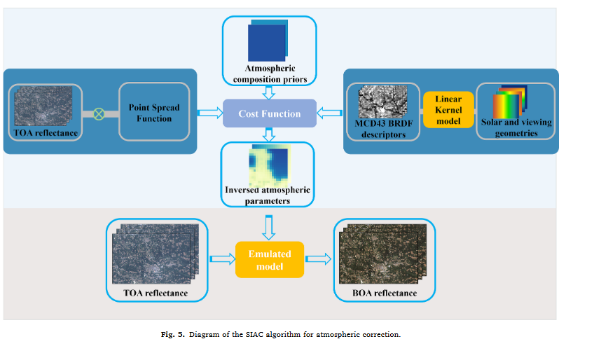 Atmospheric
composition priors
TOA reflectance
Point Spread
Function
Cost Function
MCD43 BRDF
descriptors
Linear
Kernel
model
Solar and viewing
geometries
Inversed atmospheric
parameters
TOA reflectance
Emulated
model
BOA reflectance
Fig. 5. Diagram of the SIAC algorithm for atmospheric correction.